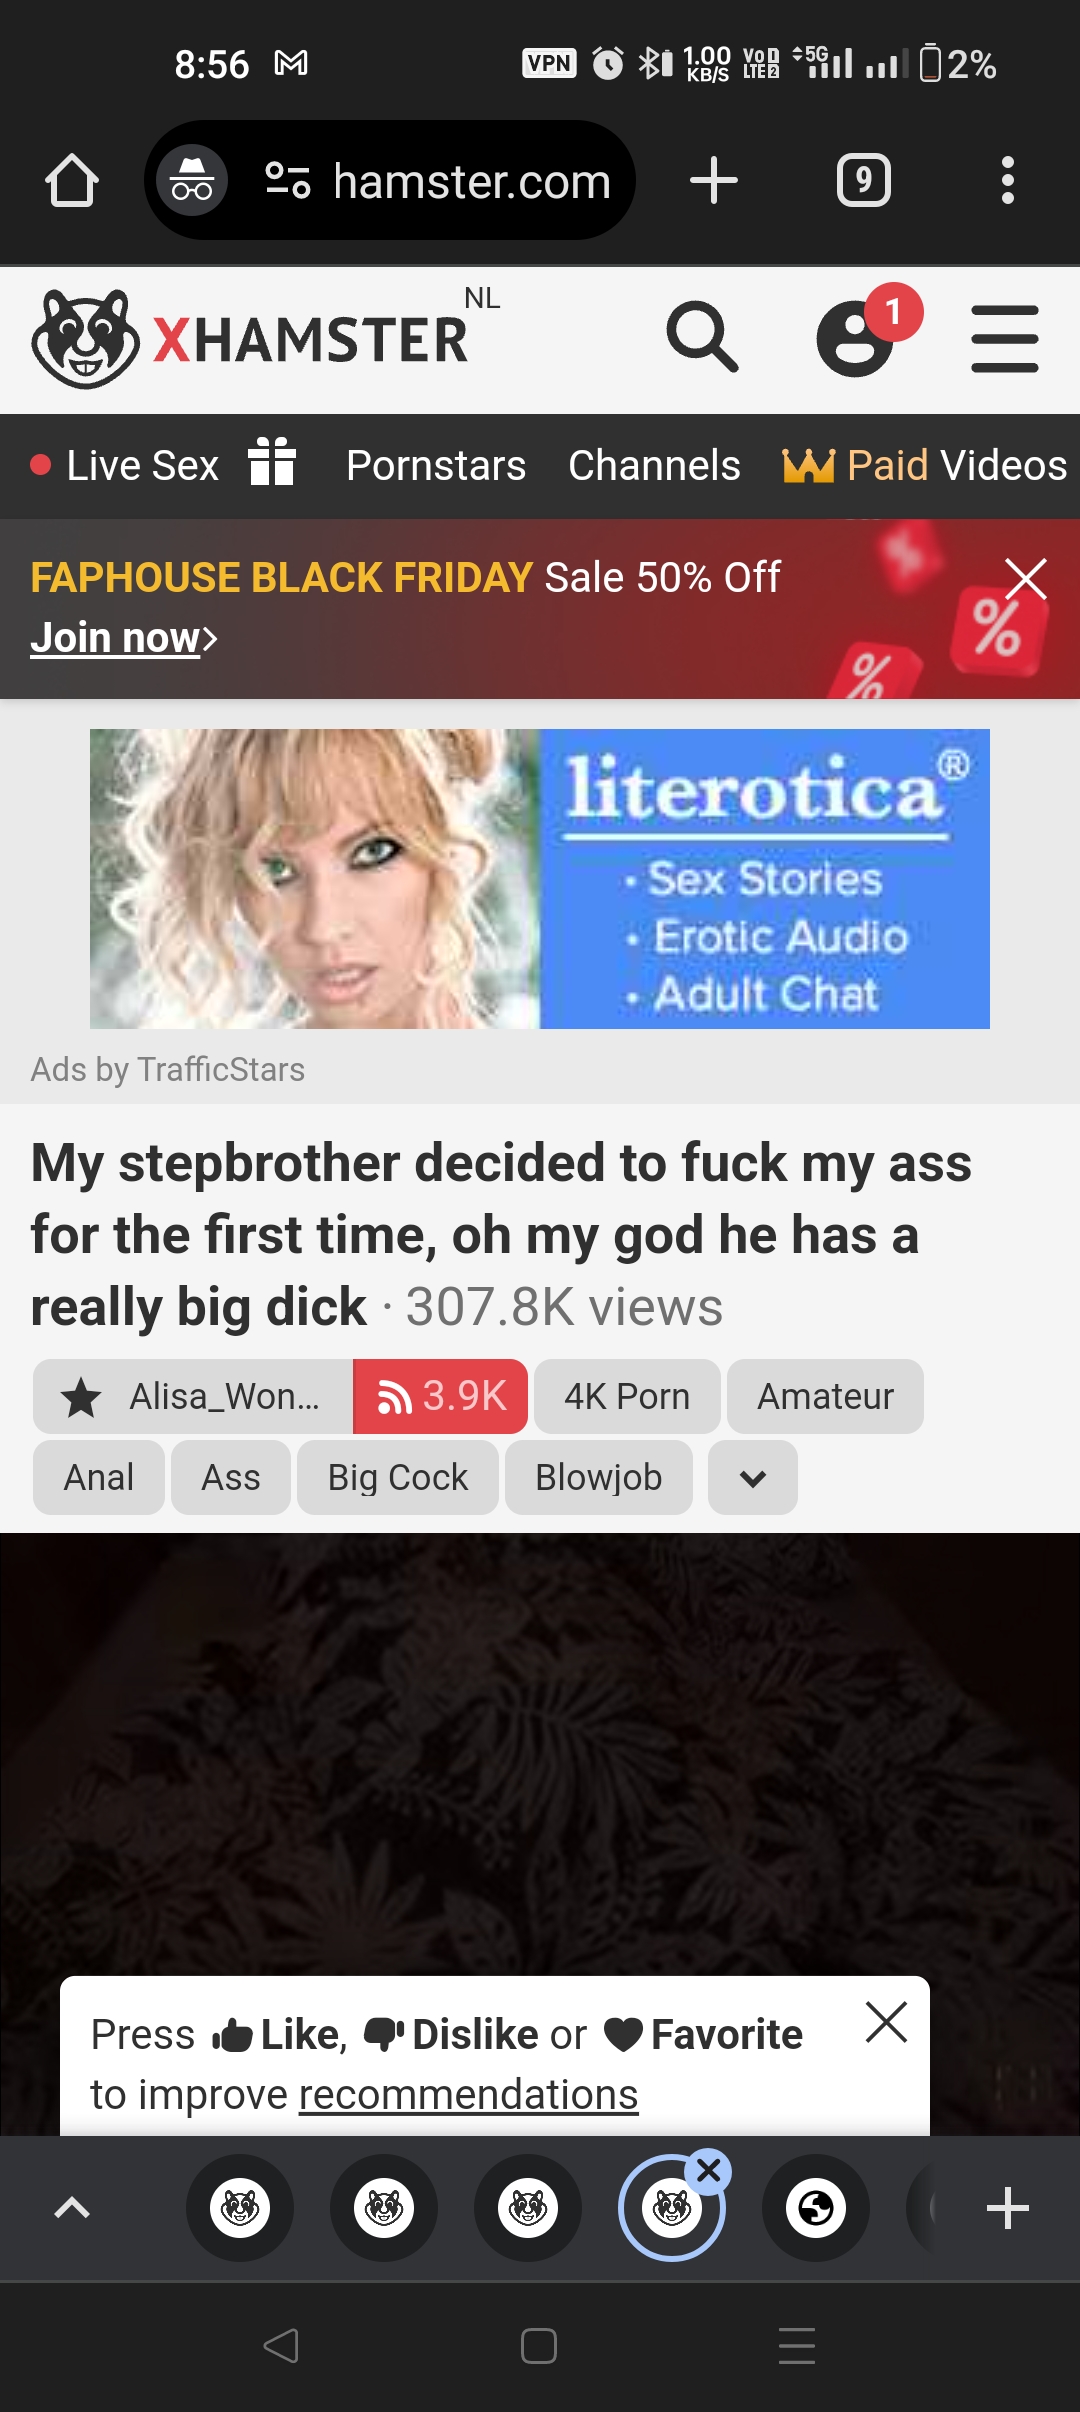 8:56
VPN 1.00 KB/S VoD LTE2 5G 2%
hamster.com 9
XHAMSTER NL 1
Live Sex Pornstars Channels Paid Videos
FAPHOUSE BLACK FRIDAY Sale 50% Off
Join now
% % %
literotica®
• Sex Stories
• Erotic Audio
• Adult Chat
Ads by TrafficStars
My stepbrother decided to fuck my ass
for the first time, oh my god he has a
really big dick · 307.8K views
Alisa_Won... 3.9K 4K Porn Amateur
Anal Ass Big Cock Blowjob
Press Like, Dislike or Favorite
to improve recommendations